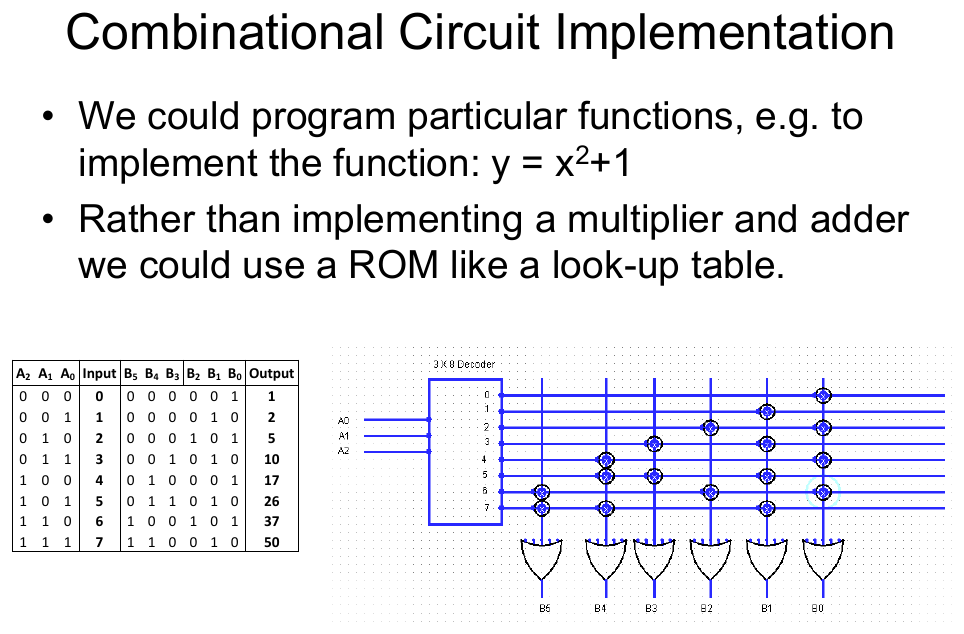 Combinational Circuit Implementation
• We could program particular functions, e.g. to
implement the function: y = x²+1
• Rather than implementing a multiplier and adder
we could use a ROM like a look-up table.
A₂ A₁ A₀ Input B₅ B₄ B₃ B₂ B₁ B₀ Output
0 0 0 0 0 0 0 0 0 1 1
0 0 1 1 0 0 0 0 1 0 2
0 1 0 2 0 0 0 1 0 1 5
0 1 1 3 0 0 1 0 1 0 10
1 0 0 4 0 1 0 0 0 1 17
1 0 1 5 0 1 1 0 1 0 26
1 1 0 6 1 0 0 1 0 1 37
1 1 1 7 1 1 0 0 1 0 50
3 X 8 Decoder
A0
A1
A2
0
1
2
3
4
5
6
7
B5 B4 B3 B2 B1 B0